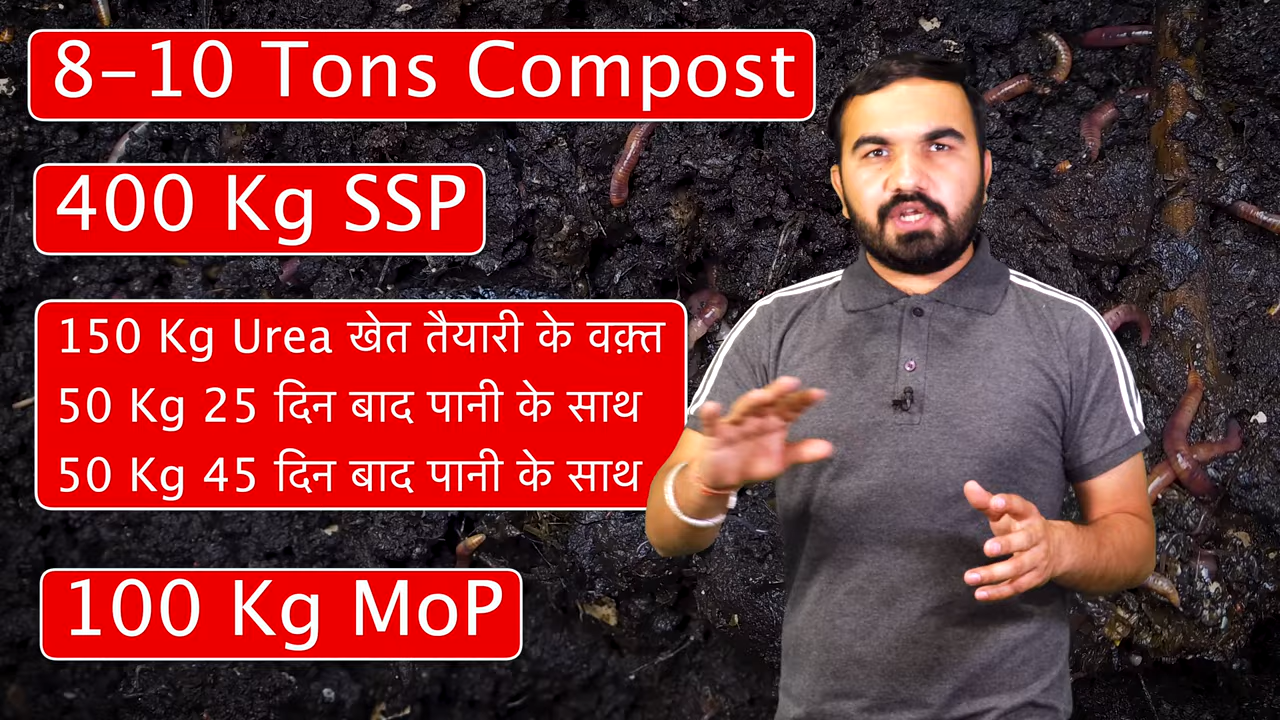 8-10 Tons Compost
400 Kg SSP
150 Kg Urea खेत तैयारी के वक़्त
50 Kg 25 दिन बाद पानी के साथ
50 Kg 45 दिन बाद पानी के साथ
100 Kg MoP